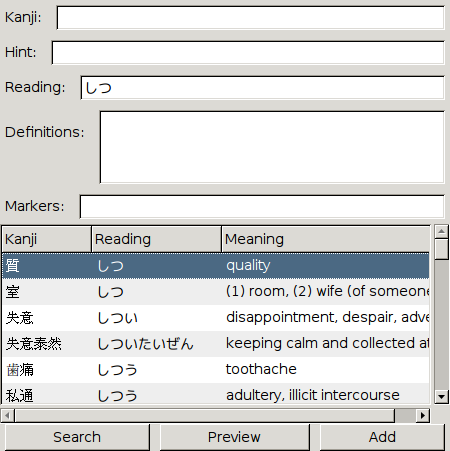 Kanji:
Hint:
Reading: しつ
Definitions:
Markers:
Kanji Reading Meaning
質 しつ quality
室 しつ (1) room, (2) wife (of someone
失意 しつい disappointment, despair, adve
失意泰然 しついたいぜん keeping calm and collected at
歯痛 しつう toothache
私通 しつう adultery, illicit intercourse
Search Preview Add